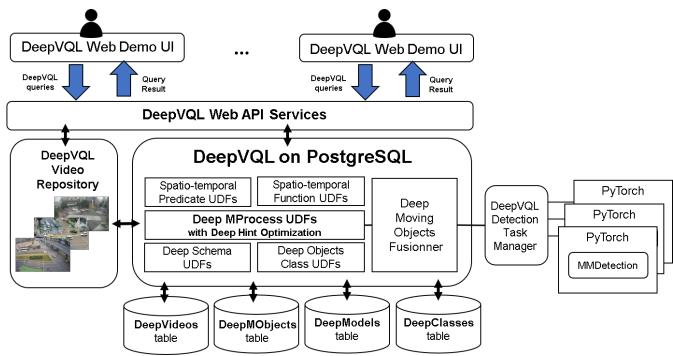 DeepVQL Web Demo UI
...
DeepVQL Web Demo UI
DeepVQL
queries
Query
Result
DeepVQL
queries
Query
Result
DeepVQL Web API Services
DeepVQL
Video
Repository
DeepVQL on PostgreSQL
Spatio-temporal
Predicate UDFs
Spatio-temporal
Function UDFs
Deep MProcess UDFs
with Deep Hint Optimization
Deep Schema
UDFs
Deep Objects
Class UDFs
Deep
Moving
Objects
Fusionner
DeepVQL
Detection
Task
Manager
PyTorch
PyTorch
PyTorch
MMDetection
DeepVideos
table
DeepMObjects
table
DeepModels
table
DeepClasses
table